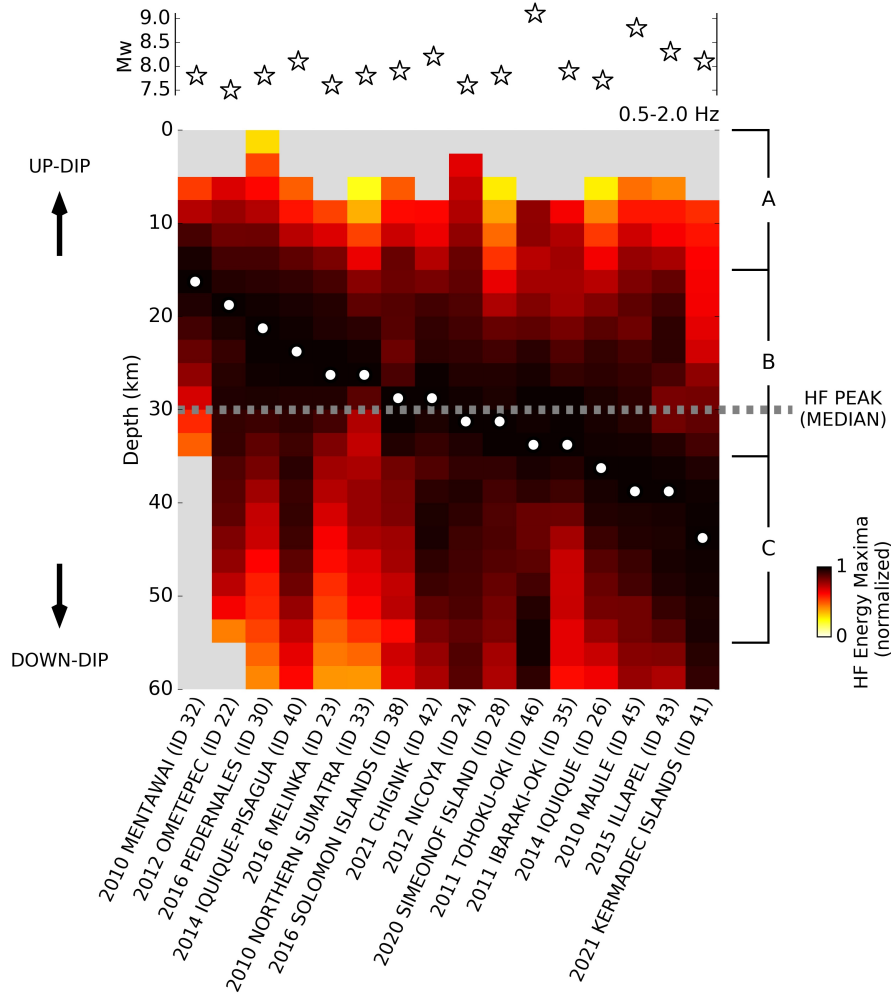 9.0
8.5
8.0
7.5
Mw
0.5-2.0 Hz
0
10
20
30
40
50
60
Depth (km)
UP-DIP
DOWN-DIP
A
B
C
HF PEAK
(MEDIAN)
1
0
HF Energy Maxima
(normalized)
2010 MENTAWAI (ID 32)
2012 OMETEPEC (ID 22)
2016 PEDERNALES (ID 30)
2014 IQUIQUE-PISAGUA (ID 40)
2016 MELINKA (ID 23)
2010 NORTHERN SUMATRA (ID 33)
2016 SOLOMON ISLANDS (ID 38)
2021 CHIGNIK (ID 42)
2012 NICOYA (ID 24)
2020 SIMEONOF ISLAND (ID 28)
2011 TOHOKU-OKI (ID 46)
2011 IBARAKI-OKI (ID 35)
2014 IQUIQUE (ID 26)
2010 MAULE (ID 45)
2015 ILLAPEL (ID 43)
2021 KERMADEC ISLANDS (ID 41)